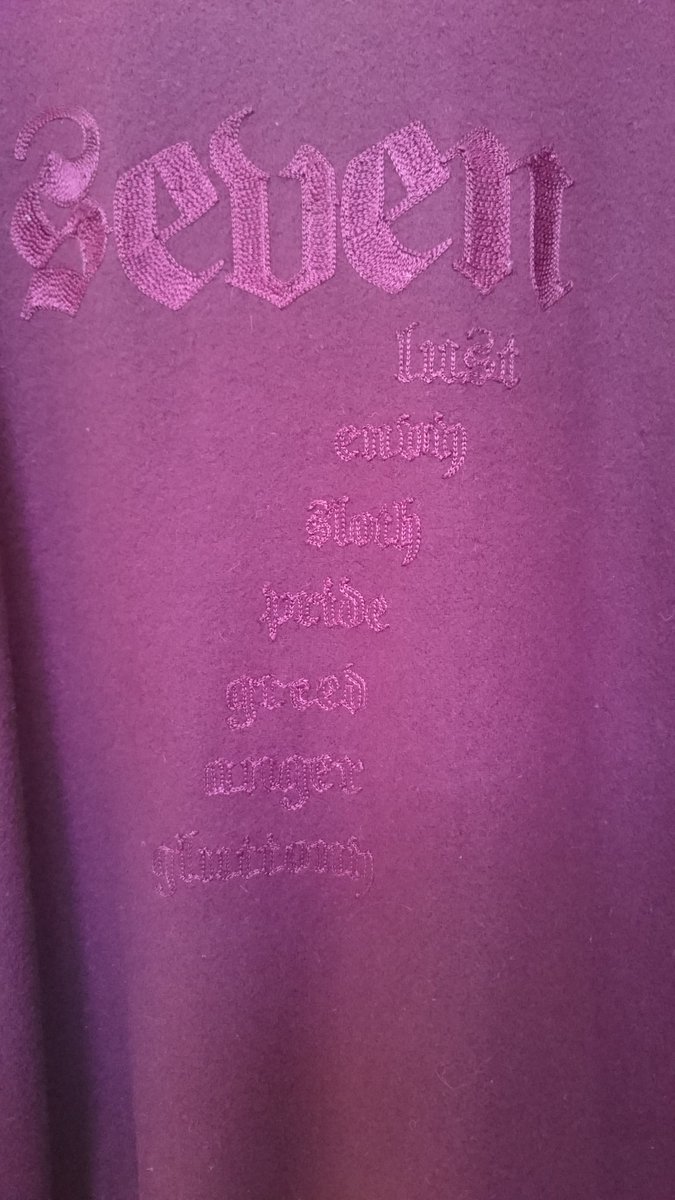 seven
lust
envy
sloth
pride
greed
anger
gluttony